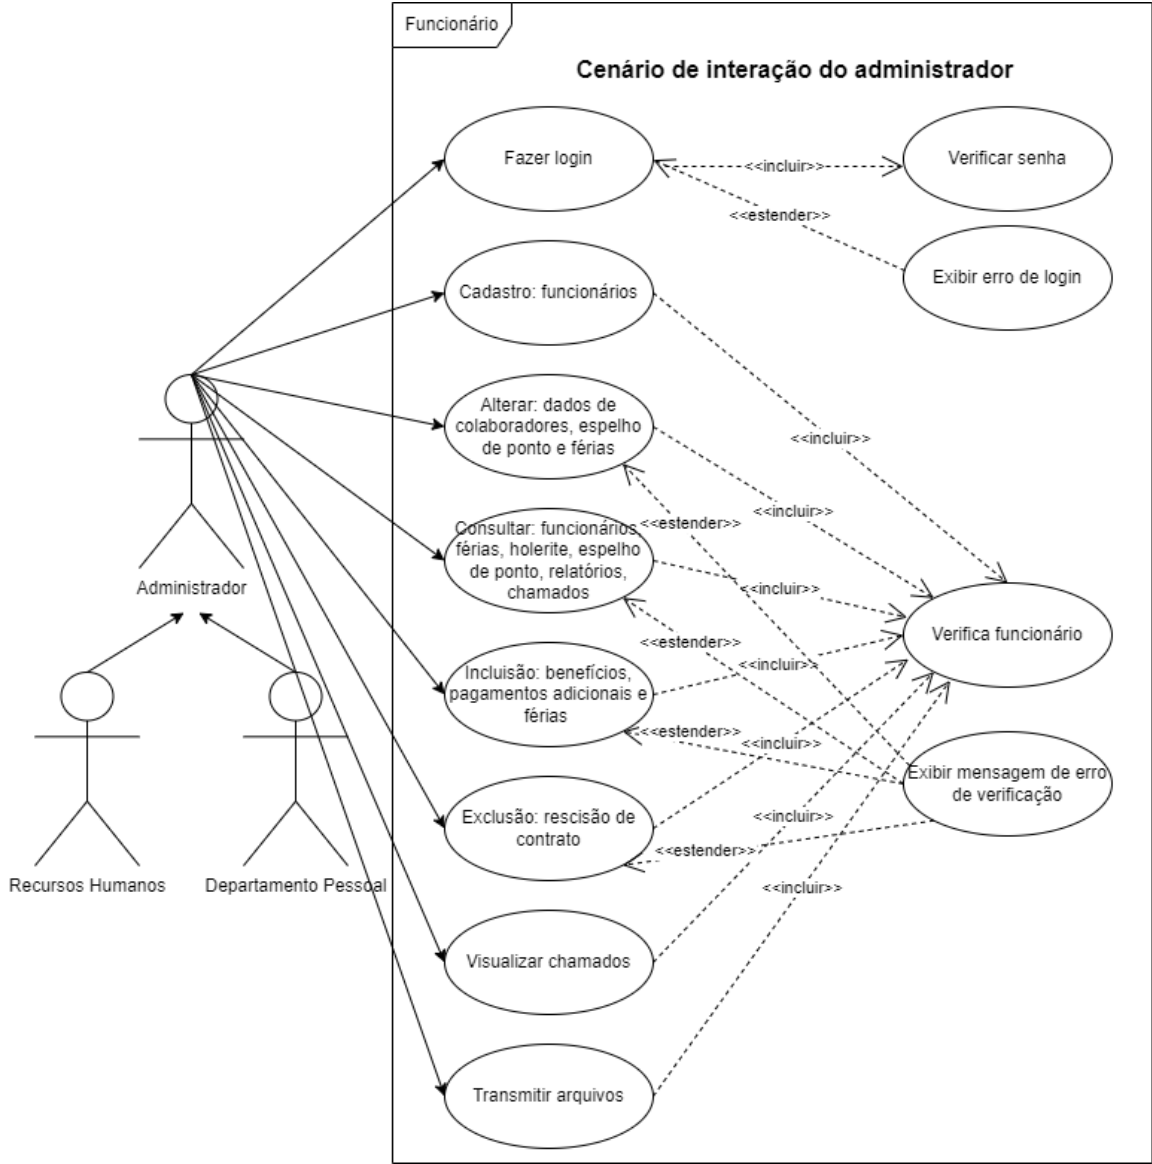 Funcionário
Cenário de interação do administrador
Fazer login
<<incluir>>
Verificar senha
<<estender>>
Exibir erro de login
Cadastro: funcionários
<<incluir>>
Alterar: dados de
colaboradores, espelho
de ponto e férias
<<incluir>>
<<estender>>
Consultar: funcionários,
férias, holerite, espelho
de ponto, relatórios,
chamados
<<incluir>>
Administrador
<<estender>>
Verifica funcionário
Incluisão: benefícios,
pagamentos adicionais e
férias
<<incluir>>
<<estender>>
<<incluir>>
Exibir mensagem de erro
de verificação
Exclusão: rescisão de
contrato
<<incluir>>
<<estender>>
Recursos Humanos
Departamento Pessoal
<<incluir>>
Visualizar chamados
Transmitir arquivos